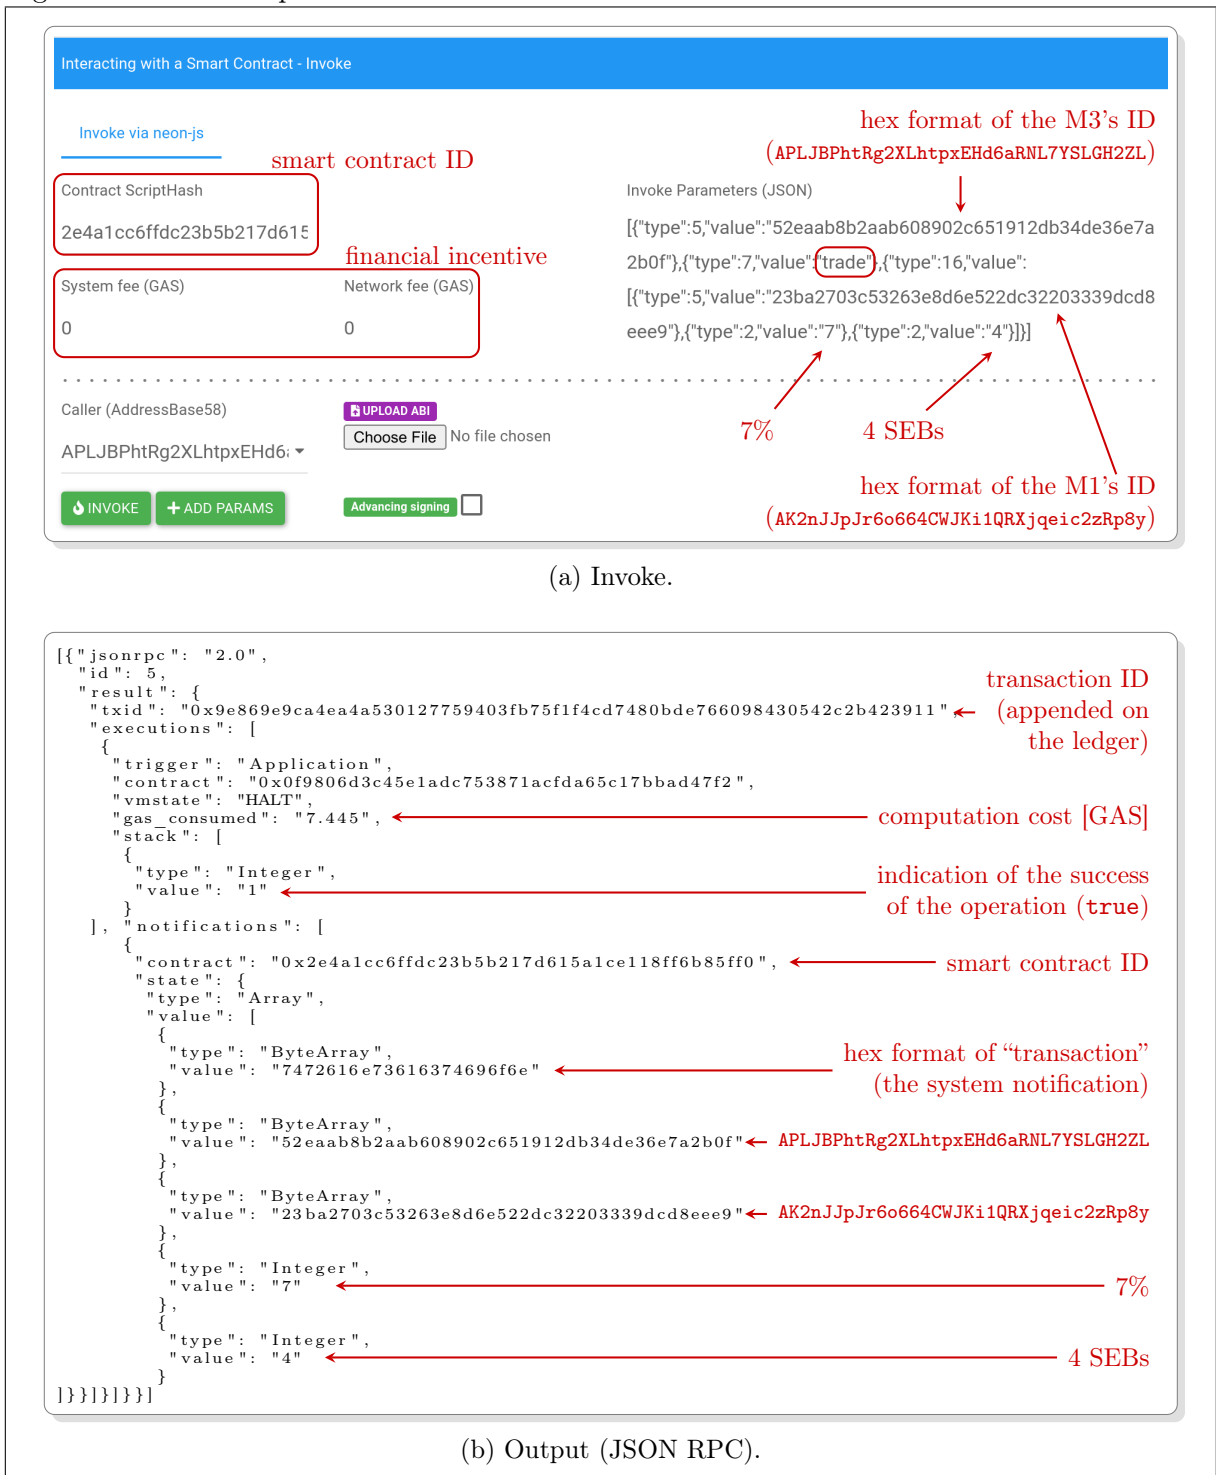 Interacting with a Smart Contract - Invoke
Invoke via neon-js
smart contract ID
Contract ScriptHash
2e4a1cc6ffdc23b5b217d615
financial incentive
System fee (GAS)
Network fee (GAS)
0
0
hex format of the M3's ID
(APLJBPhtRg2XLhtpxEHd6aRNL7YSLGH2ZL)
Invoke Parameters (JSON)
[{"type":5,"value":"52eaab8b2aab608902c651912db34de36e7a
2b0f"},{"type":7,"value":"trade"},{"type":16,"value":
[{"type":5,"value":"23ba2703c53263e8d6e522dc32203339dcd8
eee9"},{"type":2,"value":"7"},{"type":2,"value":"4"}]}]
Caller (AddressBase58)
APLJBPhtRg2XLhtpxEHd6
UPLOAD ABI
Choose File No file chosen
7%
4 SEBs
INVOKE
ADD PARAMS
Advancing signing
hex format of the M1's ID
(AK2nJJpJr6o664CWJKi1QRXjqeic2zRp8y)
(a) Invoke.
[{"jsonrpc": "2.0",
"id": 5,
"result": {
"txid": "0x9e869e9ca4ea4a530127759403fb75f1f4cd7480bde766098430542c2b423911",
"executions": [
{
"trigger": "Application",
"contract": "0x0f9806d3c45e1adc753871acfda65c17bbad47f2",
"vmstate": "HALT",
"gas_consumed": "7.445",
"stack": [
{
"type": "Integer",
"value": "1"
}
], "notifications": [
{
"contract": "0x2e4a1cc6ffdc23b5b217d615a1ce118ff6b85ff0",
"state": {
"type": "Array",
"value": [
{
"type": "ByteArray",
"value": "7472616e73616374696f6e"
},
{
"type": "ByteArray",
"value": "52eaab8b2aab608902c651912db34de36e7a2b0f"
},
{
"type": "ByteArray",
"value": "23ba2703c53263e8d6e522dc32203339dcd8eee9"
},
{
"type": "Integer",
"value": "7"
},
{
"type": "Integer",
"value": "4"
}
]}}]}]}}]
transaction ID
(appended on
the ledger)
computation cost [GAS]
indication of the success
of the operation (true)
smart contract ID
hex format of “transaction”
(the system notification)
APLJBPhtRg2XLhtpxEHd6aRNL7YSLGH2ZL
AK2nJJpJr6o664CWJKi1QRXjqeic2zRp8y
7%
4 SEBs
(b) Output (JSON RPC).